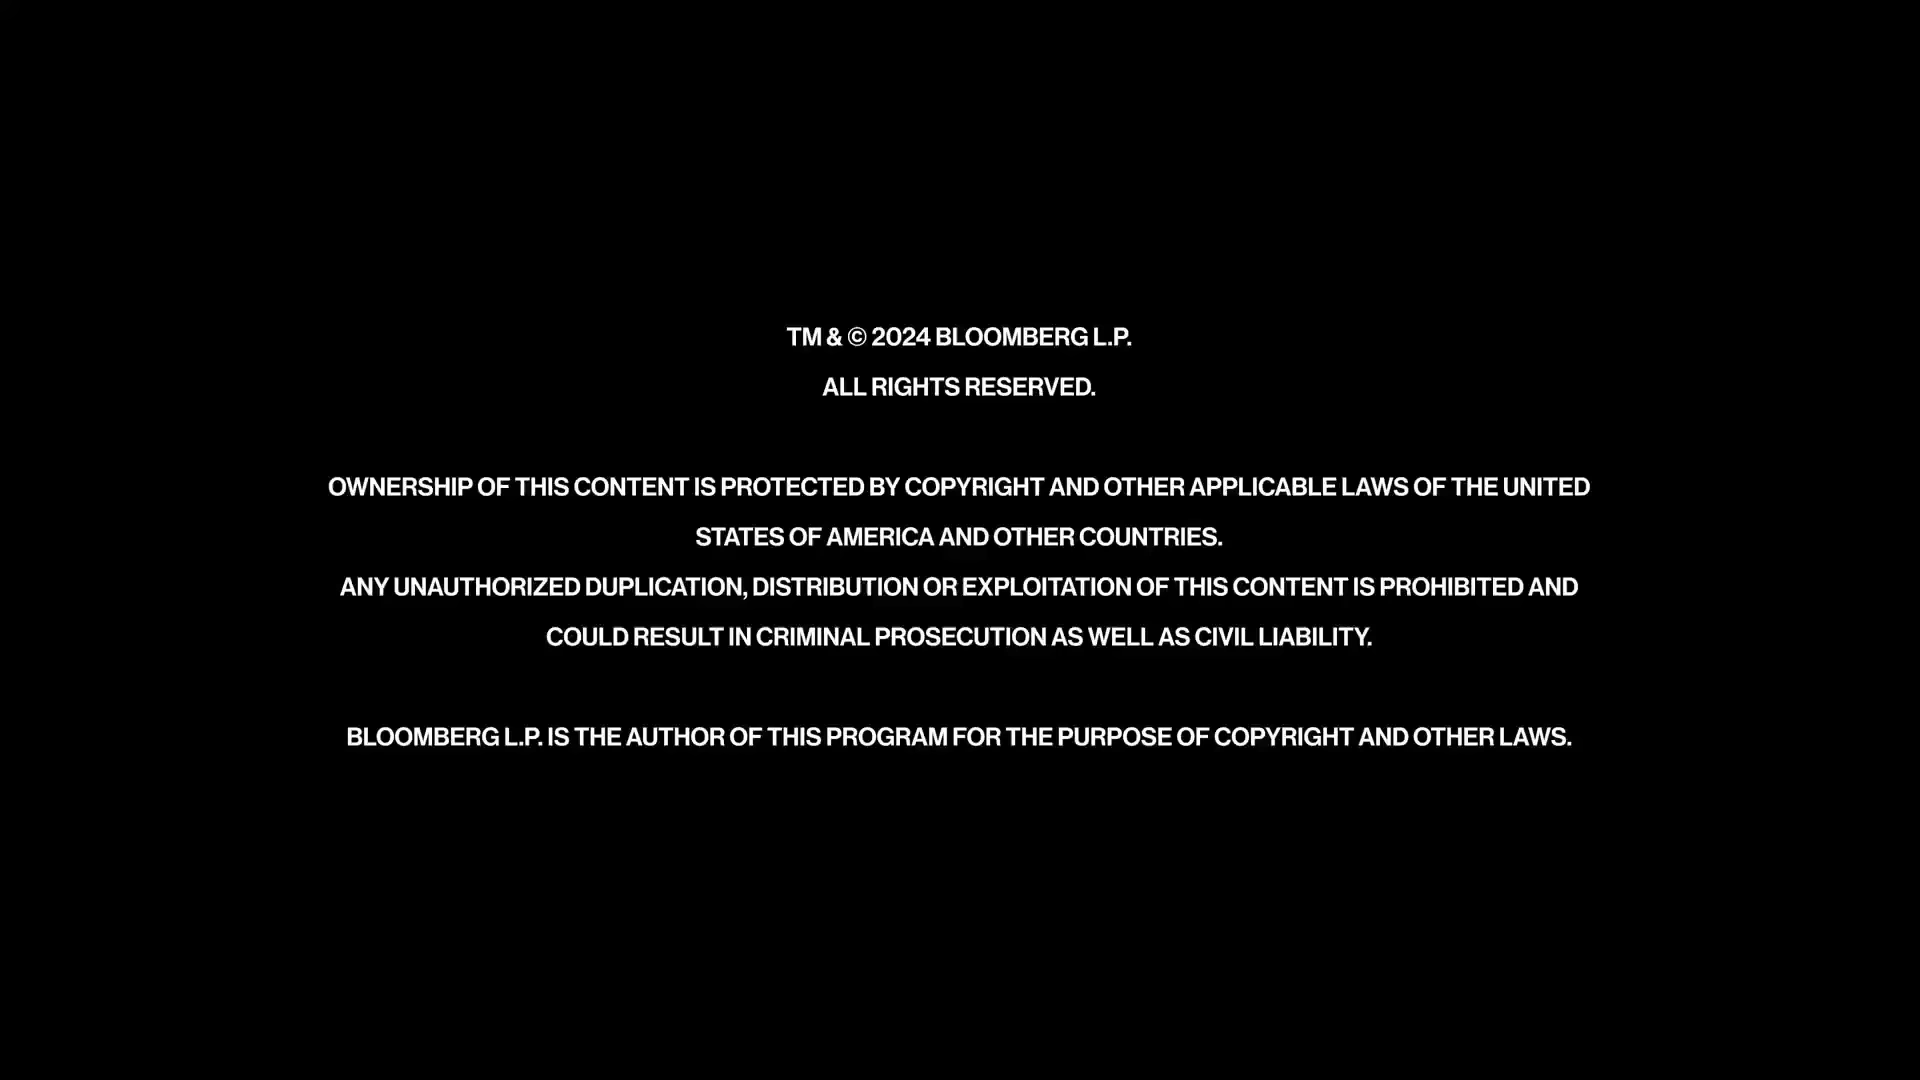 TM & © 2024 BLOOMBERG L.P.
ALL RIGHTS RESERVED.
OWNERSHIP OF THIS CONTENT IS PROTECTED BY COPYRIGHT AND OTHER APPLICABLE LAWS OF THE UNITED
STATES OF AMERICA AND OTHER COUNTRIES.
ANY UNAUTHORIZED DUPLICATION, DISTRIBUTION OR EXPLOITATION OF THIS CONTENT IS PROHIBITED AND
COULD RESULT IN CRIMINAL PROSECUTION AS WELL AS CIVIL LIABILITY.
BLOOMBERG L.P. IS THE AUTHOR OF THIS PROGRAM FOR THE PURPOSE OF COPYRIGHT AND OTHER LAWS.